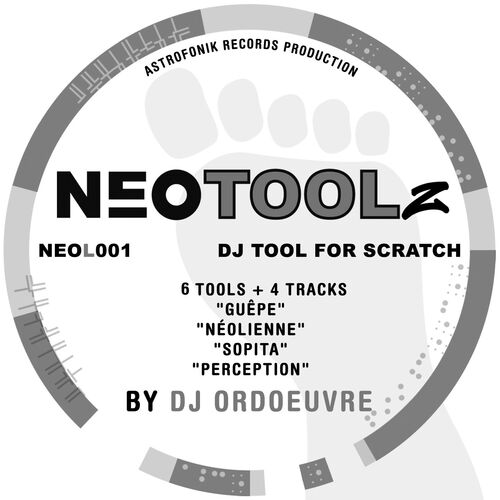 ASTROFONIK RECORDS PRODUCTION
NEOTOOLz
NEOL001 DJ TOOL FOR SCRATCH
6 TOOLS + 4 TRACKS
"GUÊPE"
"NÉOLIENNE"
"SOPITA"
"PERCEPTION"
BY DJ ORDOEUVRE